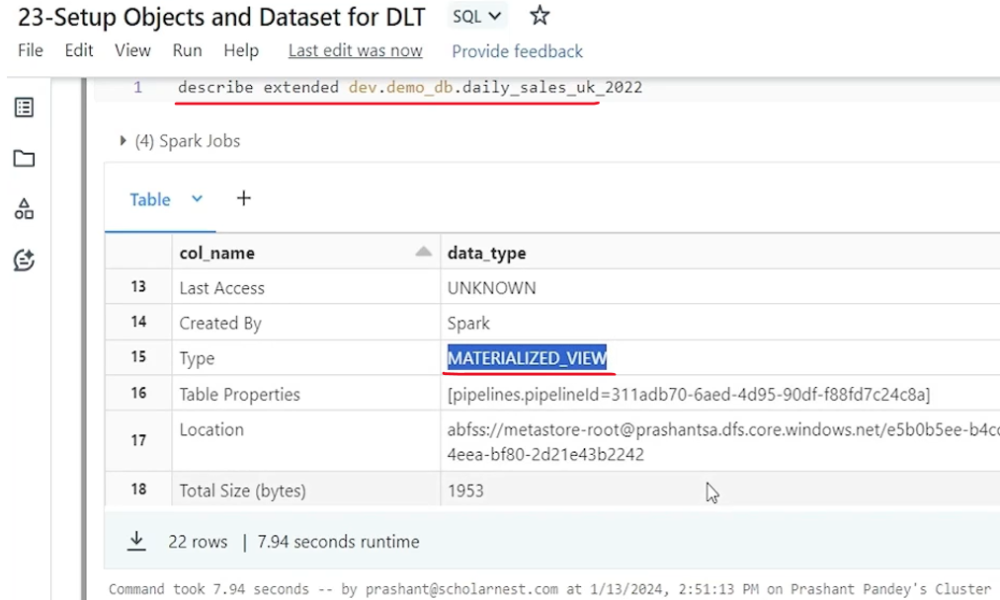 23-Setup Objects and Dataset for DLT SQL
File Edit View Run Help Last edit was now Provide feedback
1 describe extended dev.demo_db.daily_sales_uk_2022
(4) Spark Jobs
Table +
col_name data_type
13 Last Access UNKNOWN
14 Created By Spark
15 Type MATERIALIZED_VIEW
16 Table Properties [pipelines.pipelineId=311adb70-6aed-4d95-90df-f88fd7c24c8a]
17 Location abfss://metastore-root@prashantsa.dfs.core.windows.net/e5b0b5ee-b4cc
4eea-bf80-2d21e43b2242
18 Total Size (bytes) 1953
22 rows | 7.94 seconds runtime
Command took 7.94 seconds -- by prashant@scholarnest.com at 1/13/2024, 2:51:13 PM on Prashant Pandey's Cluster